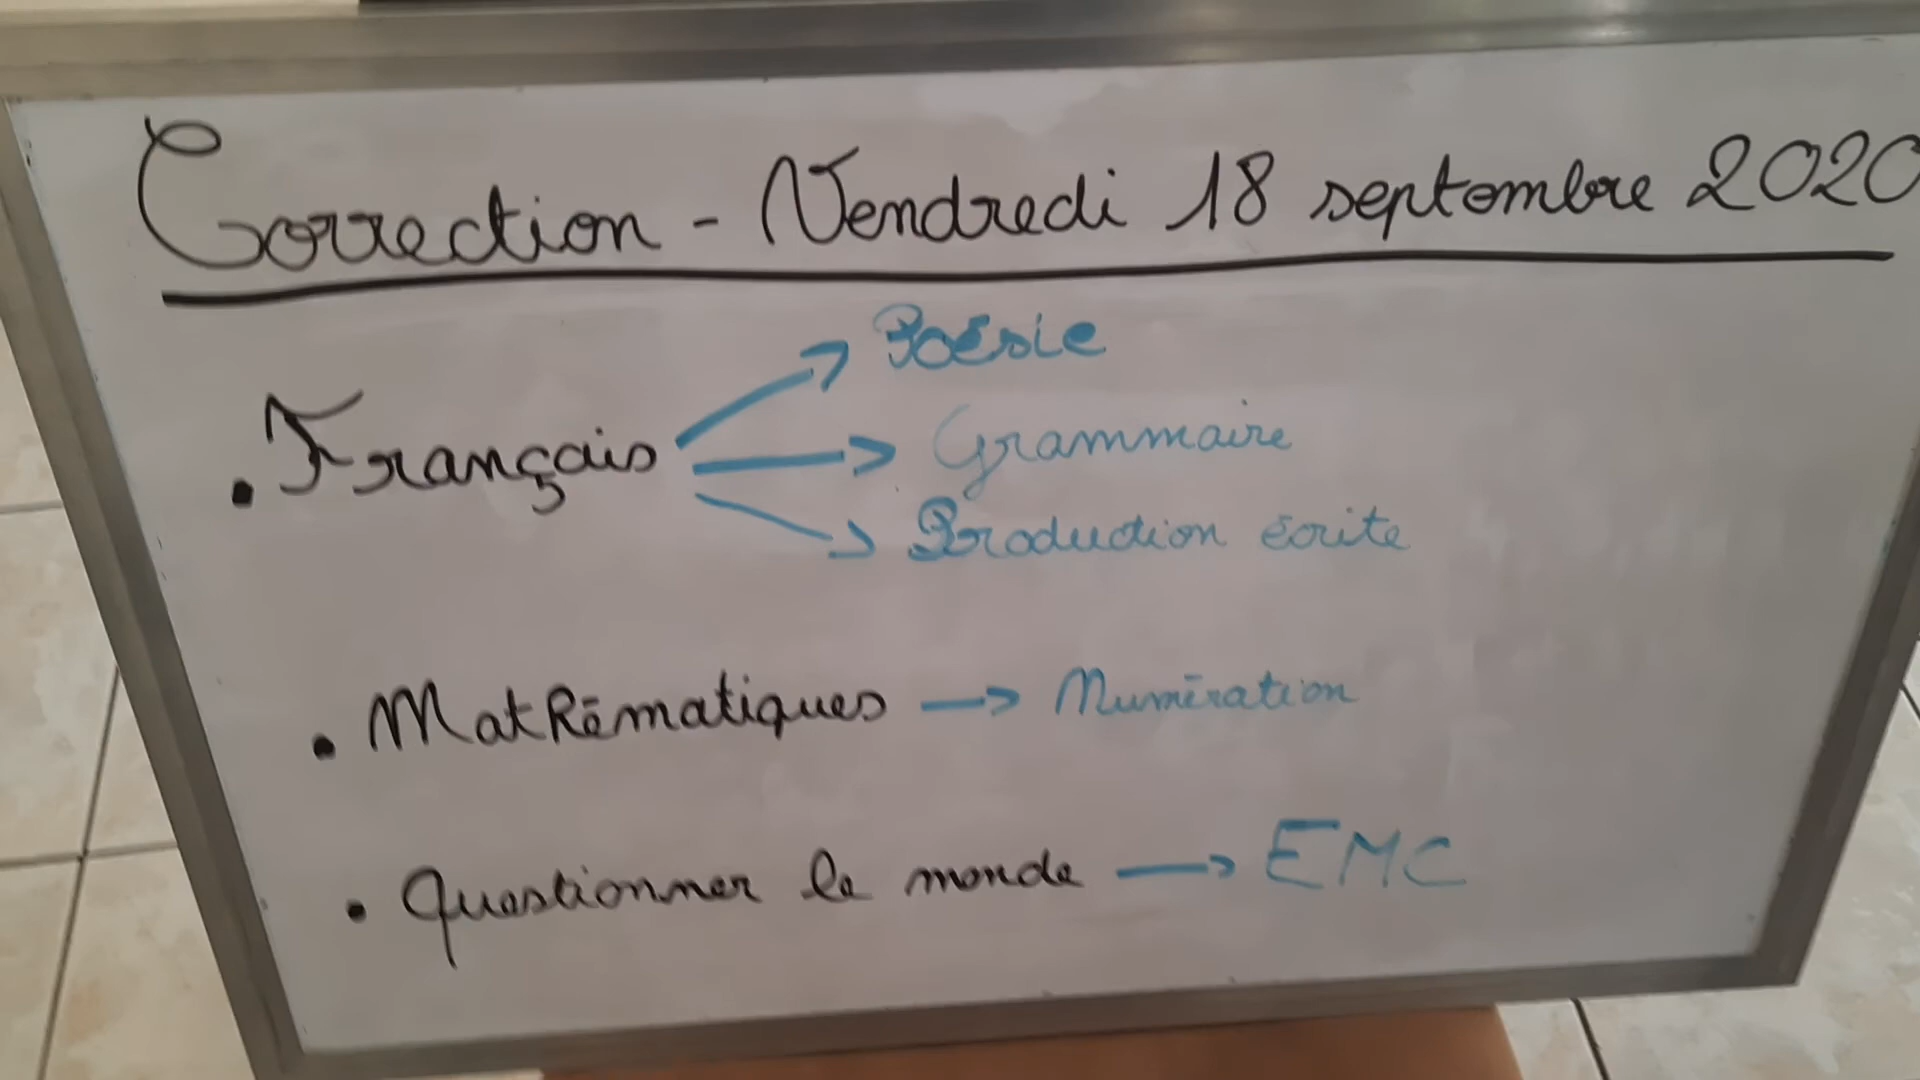 Correction - Vendredi 18 septembre 2020
Poésie
. Français
Grammaire
Production écrite
. Mathématiques → Numération
. Questionner le monde → EMC